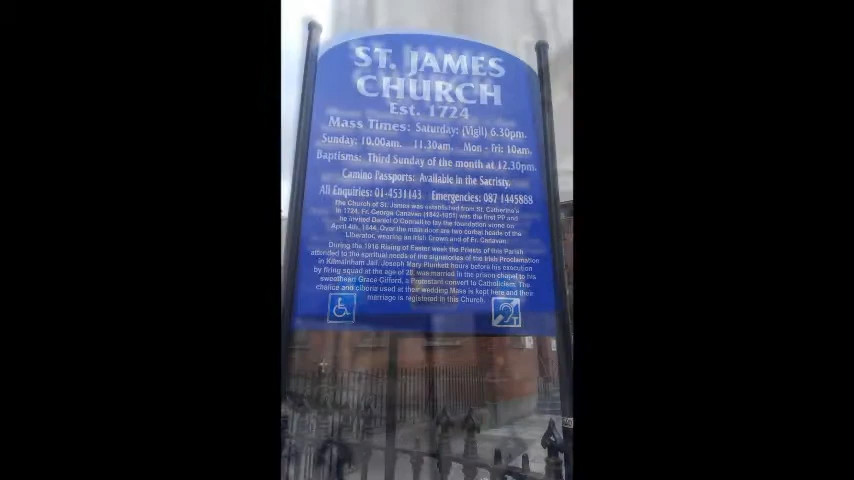 ST. JAMES
CHURCH
Est. 1724
Mass Times: Saturday: (Vigil) 6.30pm.
Sunday: 10.00am. 11.30am. Mon - Fri: 10am.
Baptisms: Third Sunday of the month at 12.30pm.
Camino Passports: Available in the Sacristy.
All Enquiries: 01-4531143 Emergencies: 087 1445888
The Church of St. James was established from St. Catherine's
in 1724. Fr. George Canavan (1842-1851) was the first PP and
he invited Daniel O'Connell to lay the foundation stone on
April 4th, 1844. Over the main door are two corbel heads of the
Liberator, wearing an Irish Crown and of Fr. Canavan.
During the 1916 Rising of Easter week the Priests of this Parish
attended to the spiritual needs of the signatories of the Irish Proclamation
in Kilmainham Jail. Joseph Mary Plunkett hours before his execution
by firing squad at the age of 28, was married in the prison chapel to his
sweetheart Grace Gifford, a Protestant convert to Catholicism. The
chalice and ciboria used at their wedding Mass is kept here and their
marriage is registered in this Church.
T